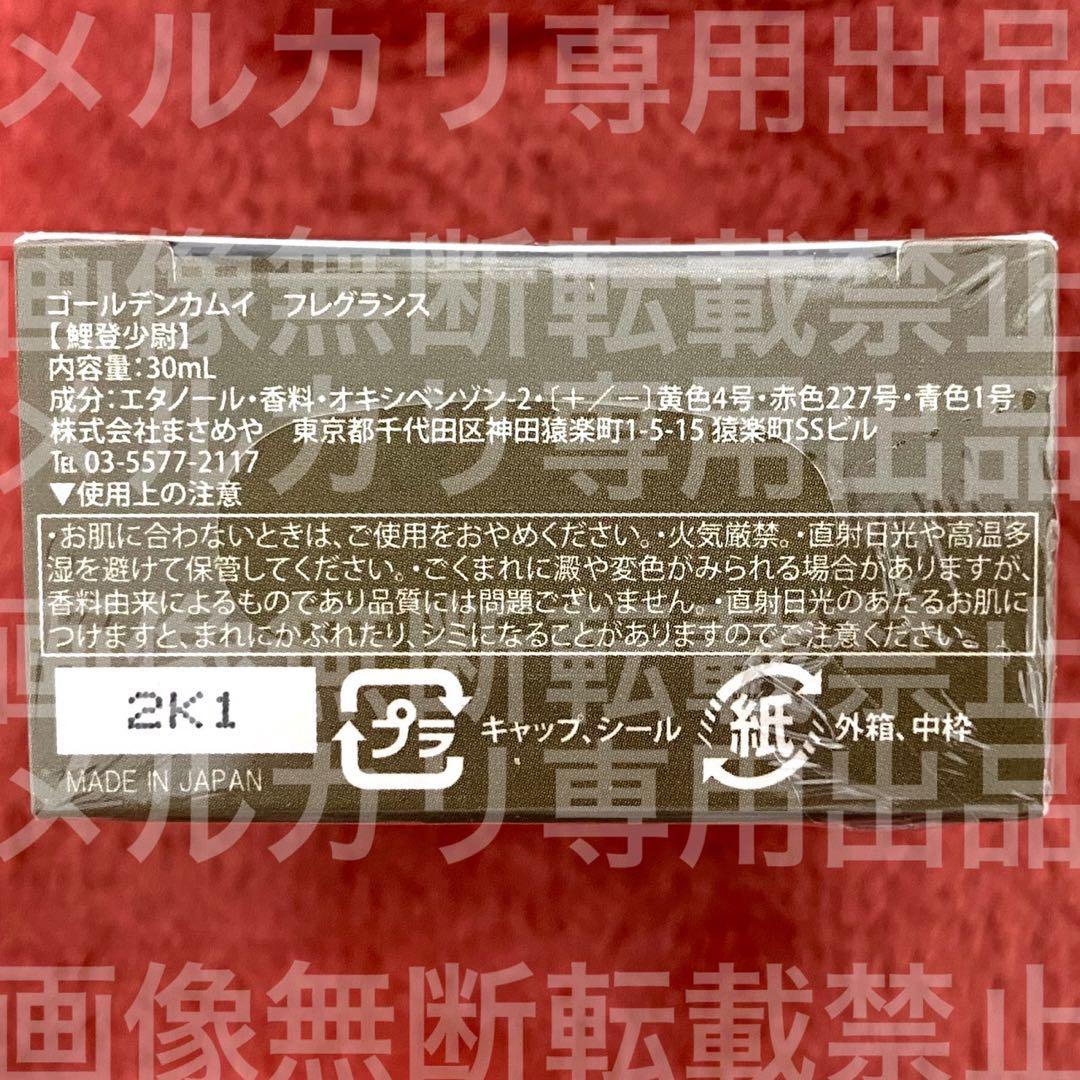 メルカリ専用出品
画像無断転載禁止
ゴールデンカムイ　フレグランス
【鯉登少尉】
内容量：30mL
メルカリ専用出品
成分：エタノール・香料・オキシベンゾン-2・〔＋／−〕黄色4号・赤色227号・青色1号
株式会社まさめや　東京都千代田区神田猿楽町1-5-15 猿楽町SSビル
℡ 03-5577-2117
▼使用上の注意
・お肌に合わないときは、ご使用をおやめください。・火気厳禁。・直射日光や高温多
湿を避けて保管してください。・ごくまれに澱や変色がみられる場合がありますが、
香料由来によるものであり品質には問題ございません。・直射日光のあたるお肌に
つけますと、まれにかぶれたり、シミになることがありますのでご注意ください。
画像無断転載禁止
2K1
プラ
キャップ、シール
紙
外箱、中枠
MADE IN JAPAN
メルカリ専用出品
画像無断転載禁止